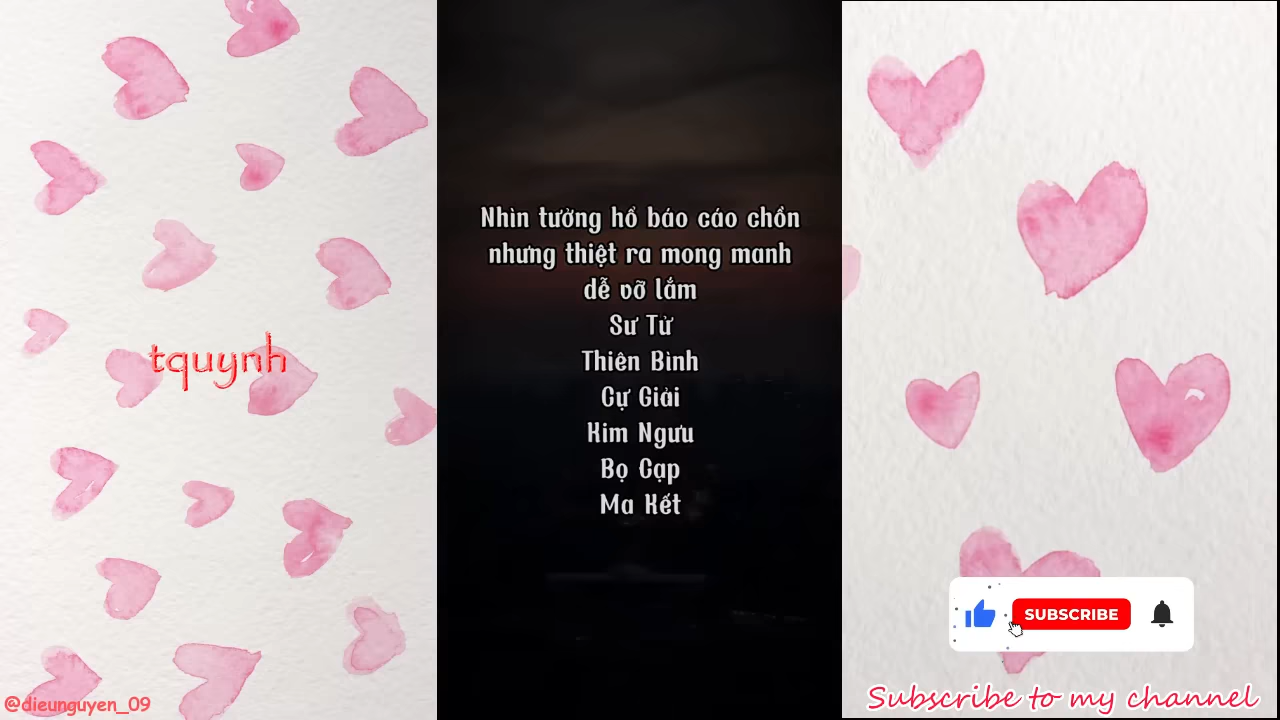 tquynh
@dieunguyen_09
Nhìn tường hổ báo cáo chồn
nhưng thiệt ra mong manh
dễ vỡ lắm
Sư Tử
Thiên Bình
Cự Giải
Kim Ngưu
Bọ Cạp
Ma Kết
SUBSCRIBE
Subscribe to my channel